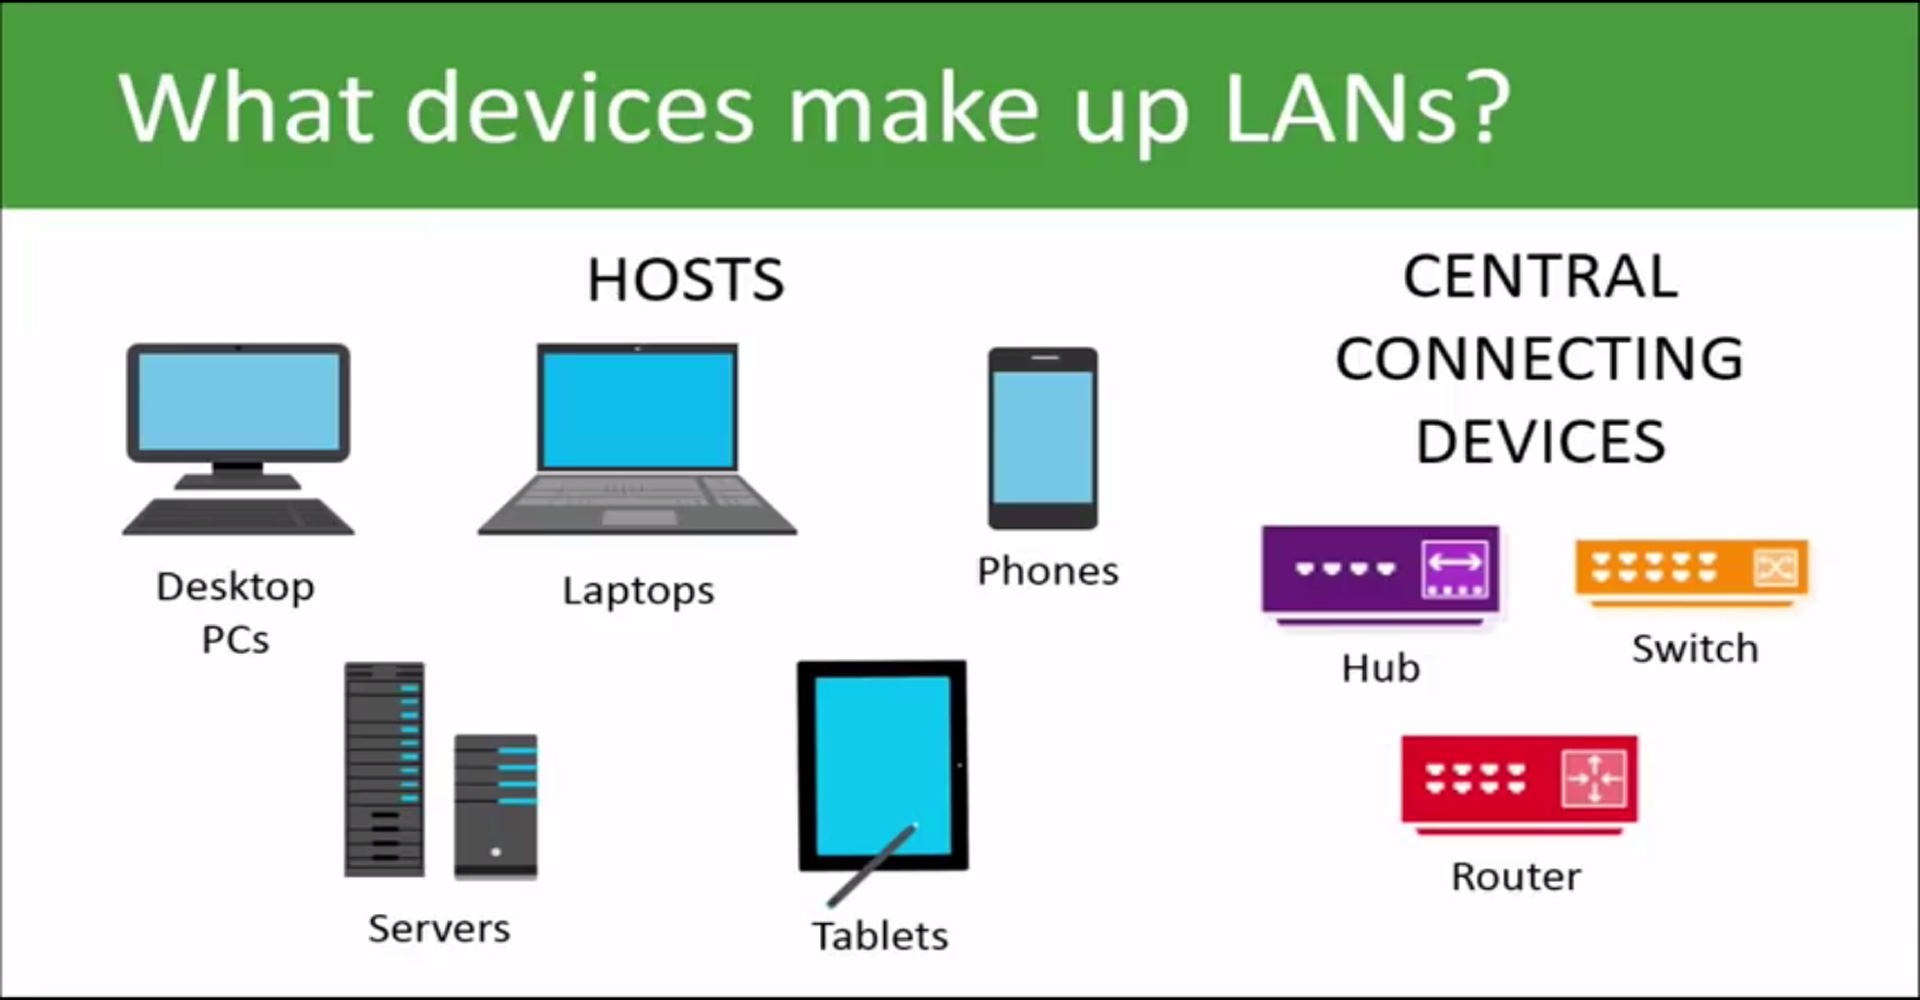 What devices make up LANs?
HOSTS
Desktop
PCs
Laptops
Phones
Servers
Tablets
CENTRAL
CONNECTING
DEVICES
Hub
Switch
Router